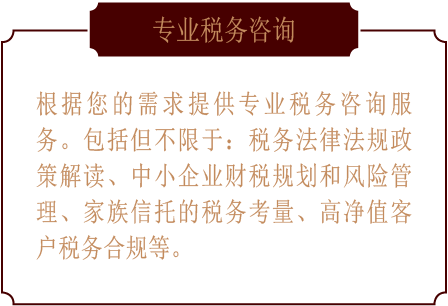 专业税务咨询
根据您的需求提供专业税务咨询服
务。包括但不限于：税务法律法规政
策解读、中小企业财税规划和风险管
理、家族信托的税务考量、高净值客
户税务合规等。